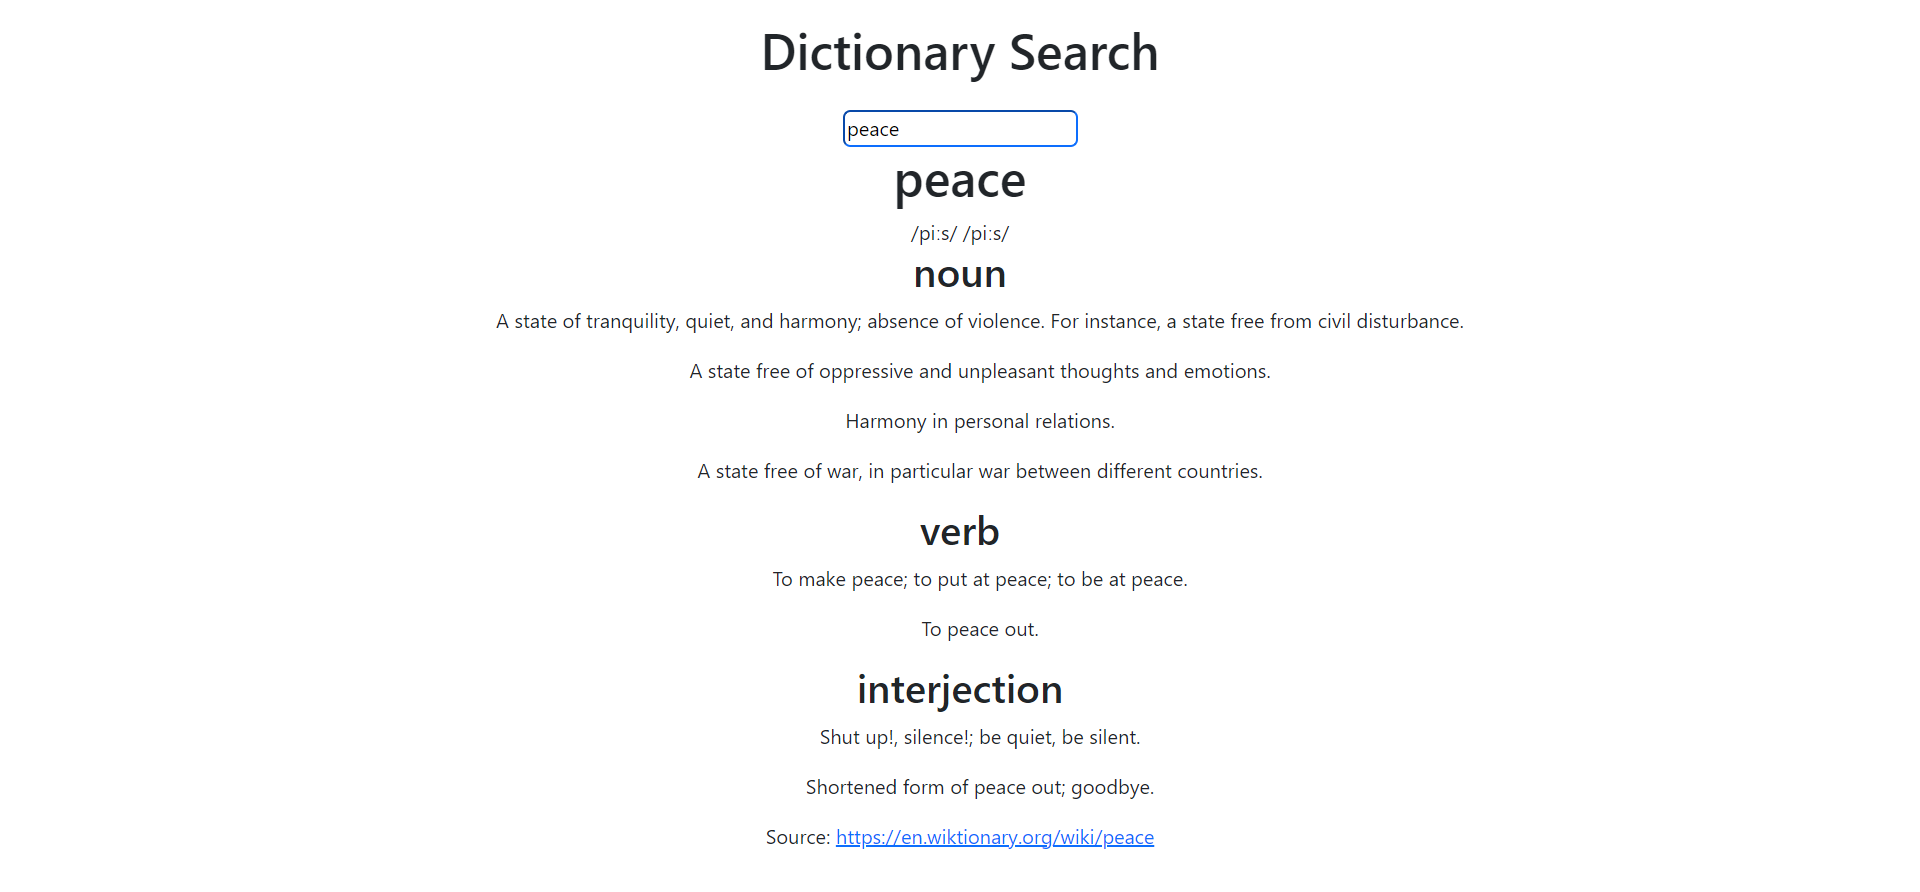 Dictionary Search
peace
peace
/piːs/ /piːs/
noun
A state of tranquility, quiet, and harmony; absence of violence. For instance, a state free from civil disturbance.
A state free of oppressive and unpleasant thoughts and emotions.
Harmony in personal relations.
A state free of war, in particular war between different countries.
verb
To make peace; to put at peace; to be at peace.
To peace out.
interjection
Shut up!, silence!; be quiet, be silent.
Shortened form of peace out; goodbye.
Source: https://en.wiktionary.org/wiki/peace